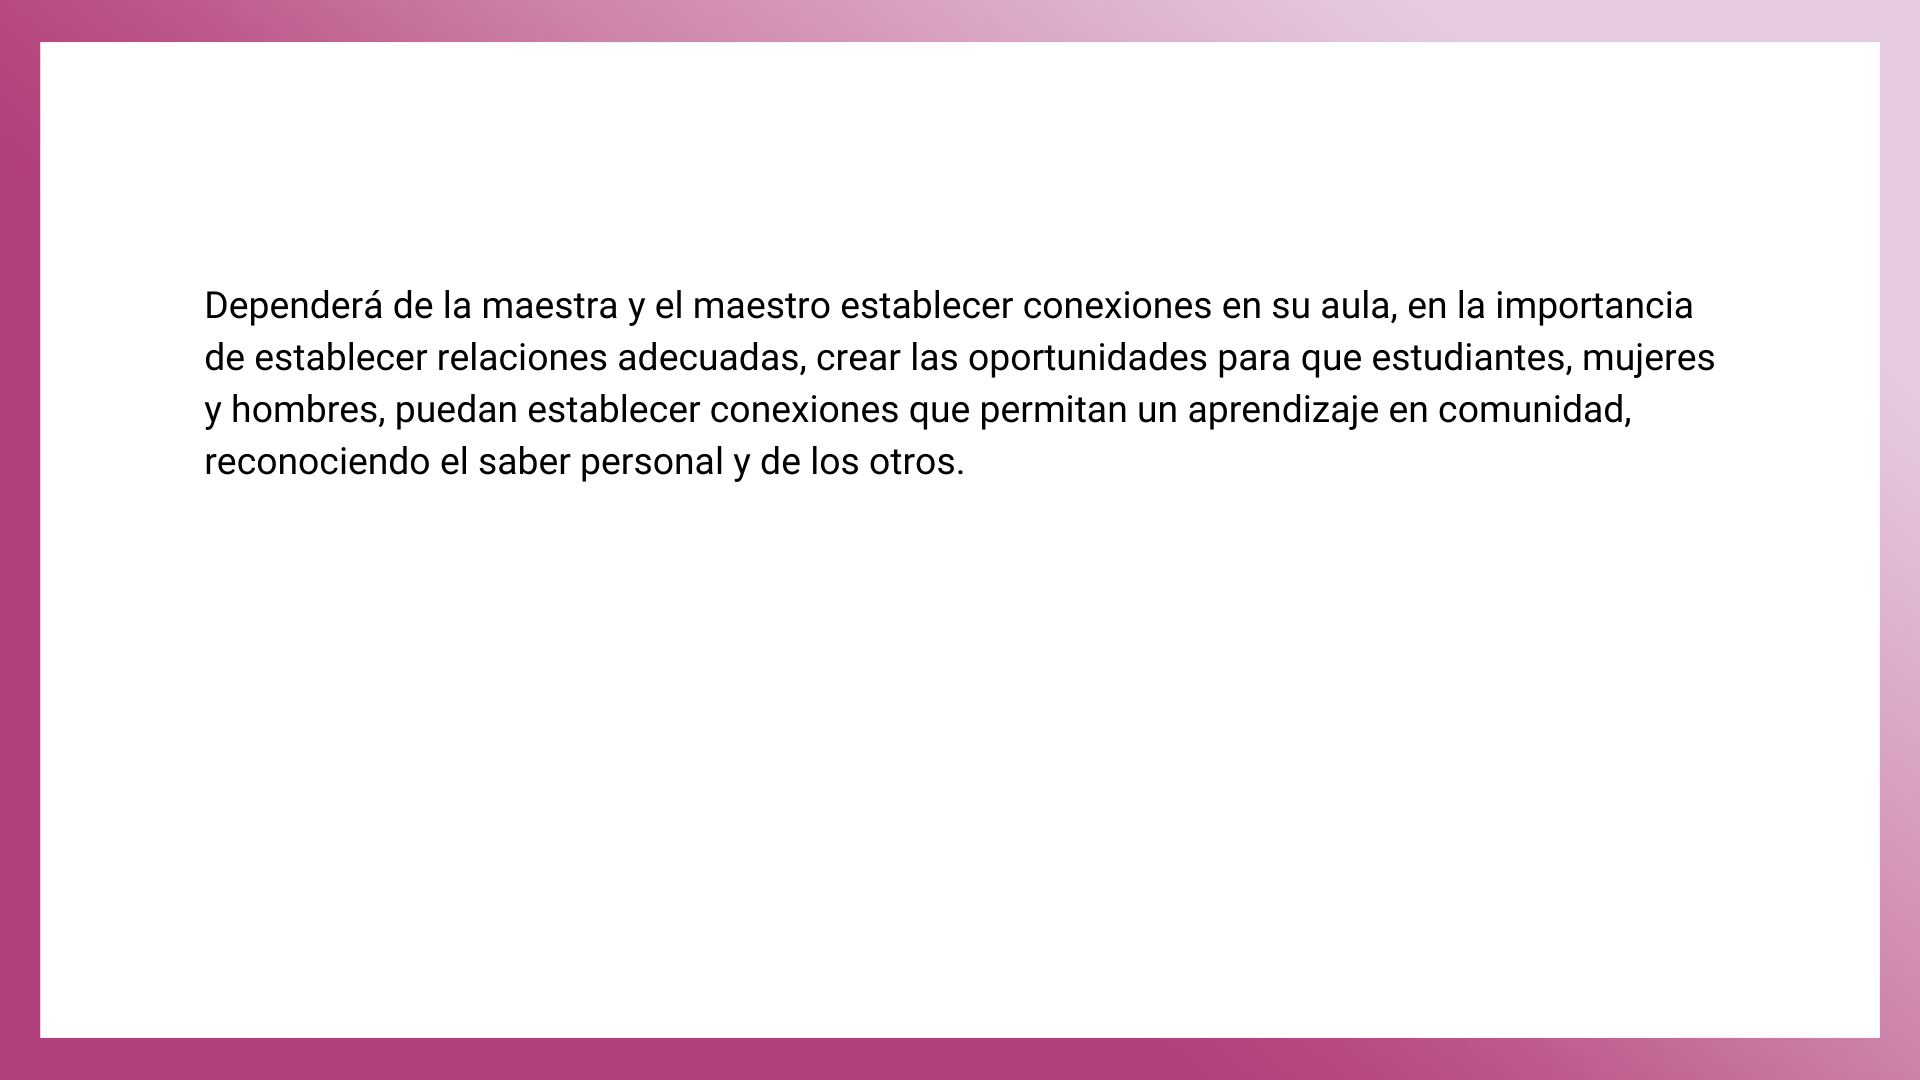 Dependerá de la maestra y el maestro establecer conexiones en su aula, en la importancia
de establecer relaciones adecuadas, crear las oportunidades para que estudiantes, mujeres
y hombres, puedan establecer conexiones que permitan un aprendizaje en comunidad,
reconociendo el saber personal y de los otros.